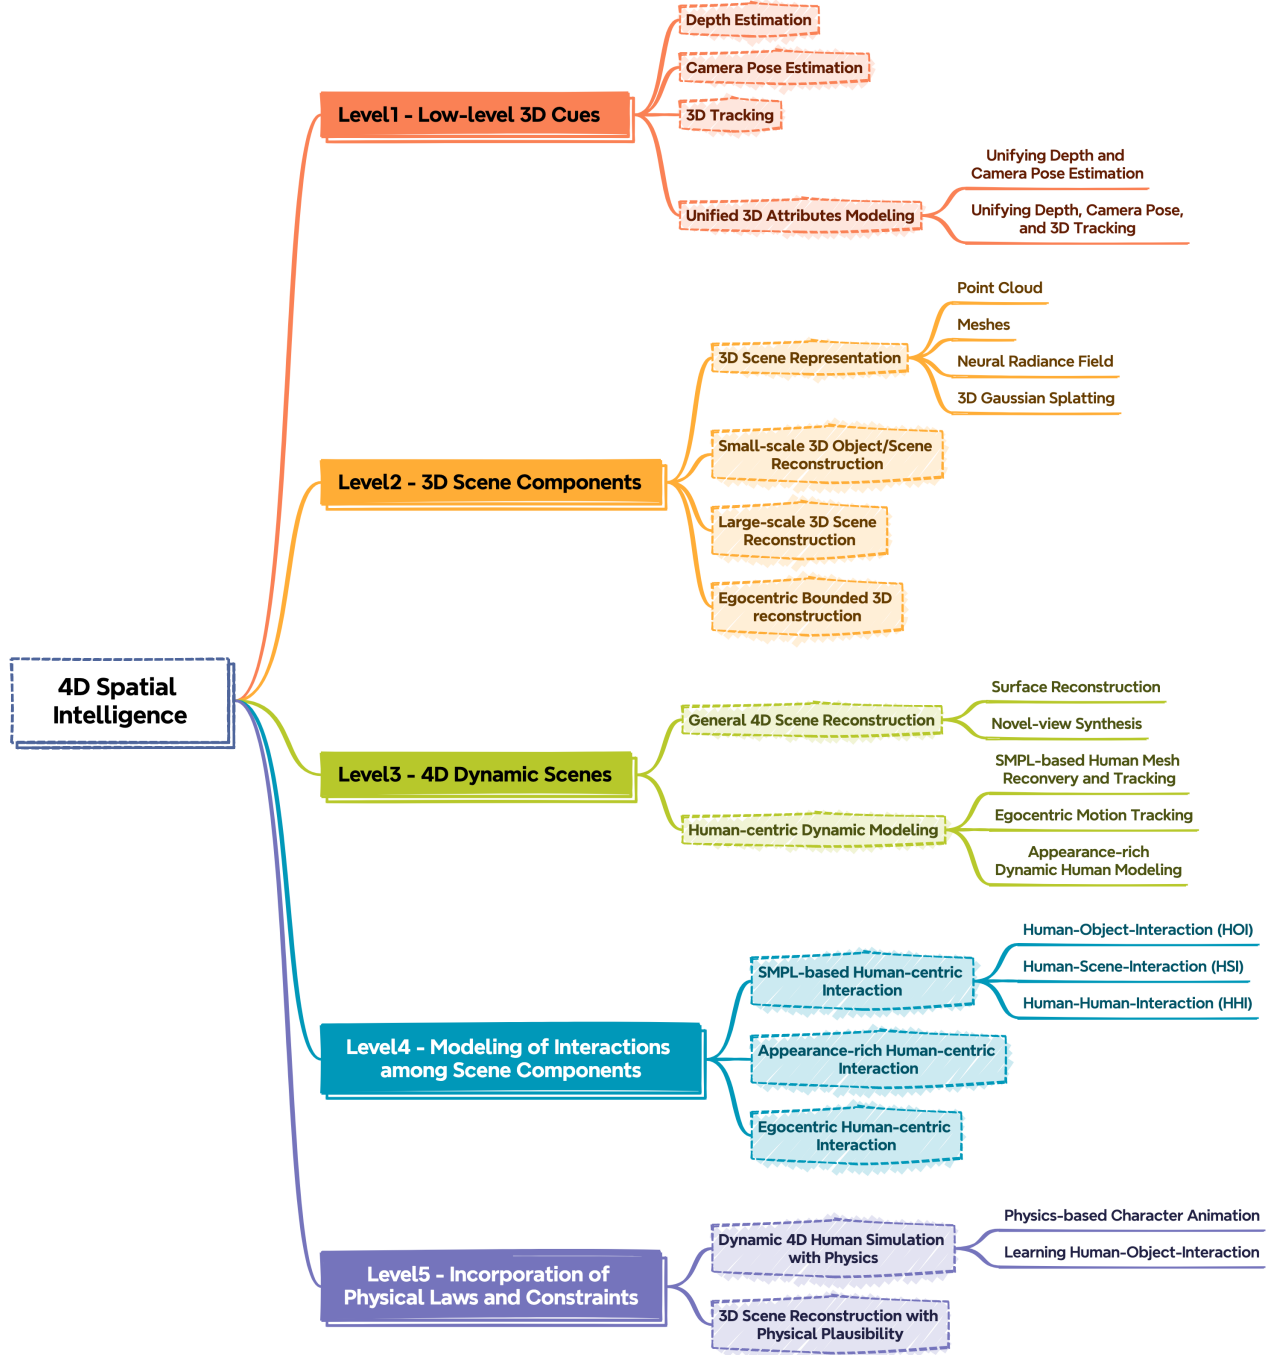 4D Spatial
Intelligence
Level1 - Low-level 3D Cues
Depth Estimation
Camera Pose Estimation
3D Tracking
Unified 3D Attributes Modeling
Unifying Depth and
Camera Pose Estimation
Unifying Depth, Camera Pose,
and 3D Tracking
Level2 - 3D Scene Components
3D Scene Representation
Point Cloud
Meshes
Neural Radiance Field
3D Gaussian Splatting
Small-scale 3D Object/Scene
Reconstruction
Large-scale 3D Scene
Reconstruction
Egocentric Bounded 3D
reconstruction
Level3 - 4D Dynamic Scenes
General 4D Scene Reconstruction
Surface Reconstruction
Novel-view Synthesis
Human-centric Dynamic Modeling
SMPL-based Human Mesh
Reconvery and Tracking
Egocentric Motion Tracking
Appearance-rich
Dynamic Human Modeling
Level4 - Modeling of Interactions
among Scene Components
SMPL-based Human-centric
Interaction
Human-Object-Interaction (HOI)
Human-Scene-Interaction (HSI)
Human-Human-Interaction (HHI)
Appearance-rich Human-centric
Interaction
Egocentric Human-centric
Interaction
Level5 - Incorporation of
Physical Laws and Constraints
Dynamic 4D Human Simulation
with Physics
Physics-based Character Animation
Learning Human-Object-Interaction
3D Scene Reconstruction with
Physical Plausibility